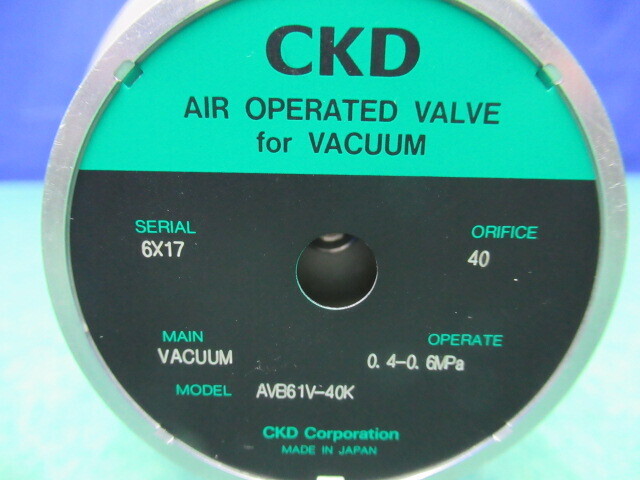 CKD
AIR OPERATED VALVE
for VACUUM
SERIAL
6X17
ORIFICE
40
MAIN
VACUUM
OPERATE
0.4-0.6MPa
MODEL AVB61V-40K
CKD Corporation
MADE IN JAPAN